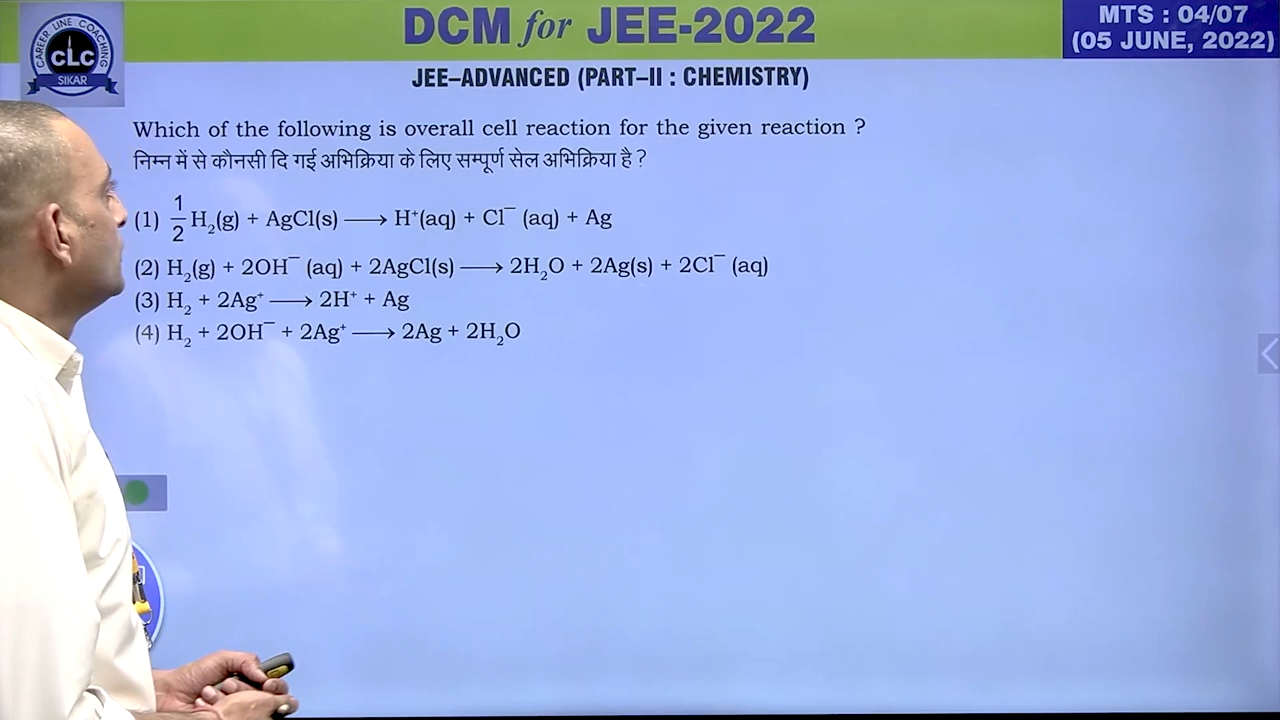 CAREER LINE COACHING
CLC
SIKAR
DCM for JEE-2022
MTS : 04/07
(05 JUNE, 2022)
JEE–ADVANCED (PART–II : CHEMISTRY)
Which of the following is overall cell reaction for the given reaction ?
निम्न में से कौनसी दि गई अभिक्रिया के लिए सम्पूर्ण सेल अभिक्रिया है ?
(1) 1/2 H₂(g) + AgCl(s) ⟶ H⁺(aq) + Cl⁻ (aq) + Ag
(2) H₂(g) + 2OH⁻ (aq) + 2AgCl(s) ⟶ 2H₂O + 2Ag(s) + 2Cl⁻ (aq)
(3) H₂ + 2Ag⁺ ⟶ 2H⁺ + Ag
(4) H₂ + 2OH⁻ + 2Ag⁺ ⟶ 2Ag + 2H₂O